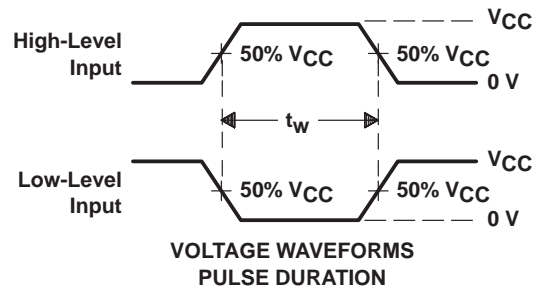 VCC
High-Level
Input
50% VCC
50% VCC
0 V
tw
Low-Level
Input
VCC
50% VCC
50% VCC
0 V
VOLTAGE WAVEFORMS
PULSE DURATION